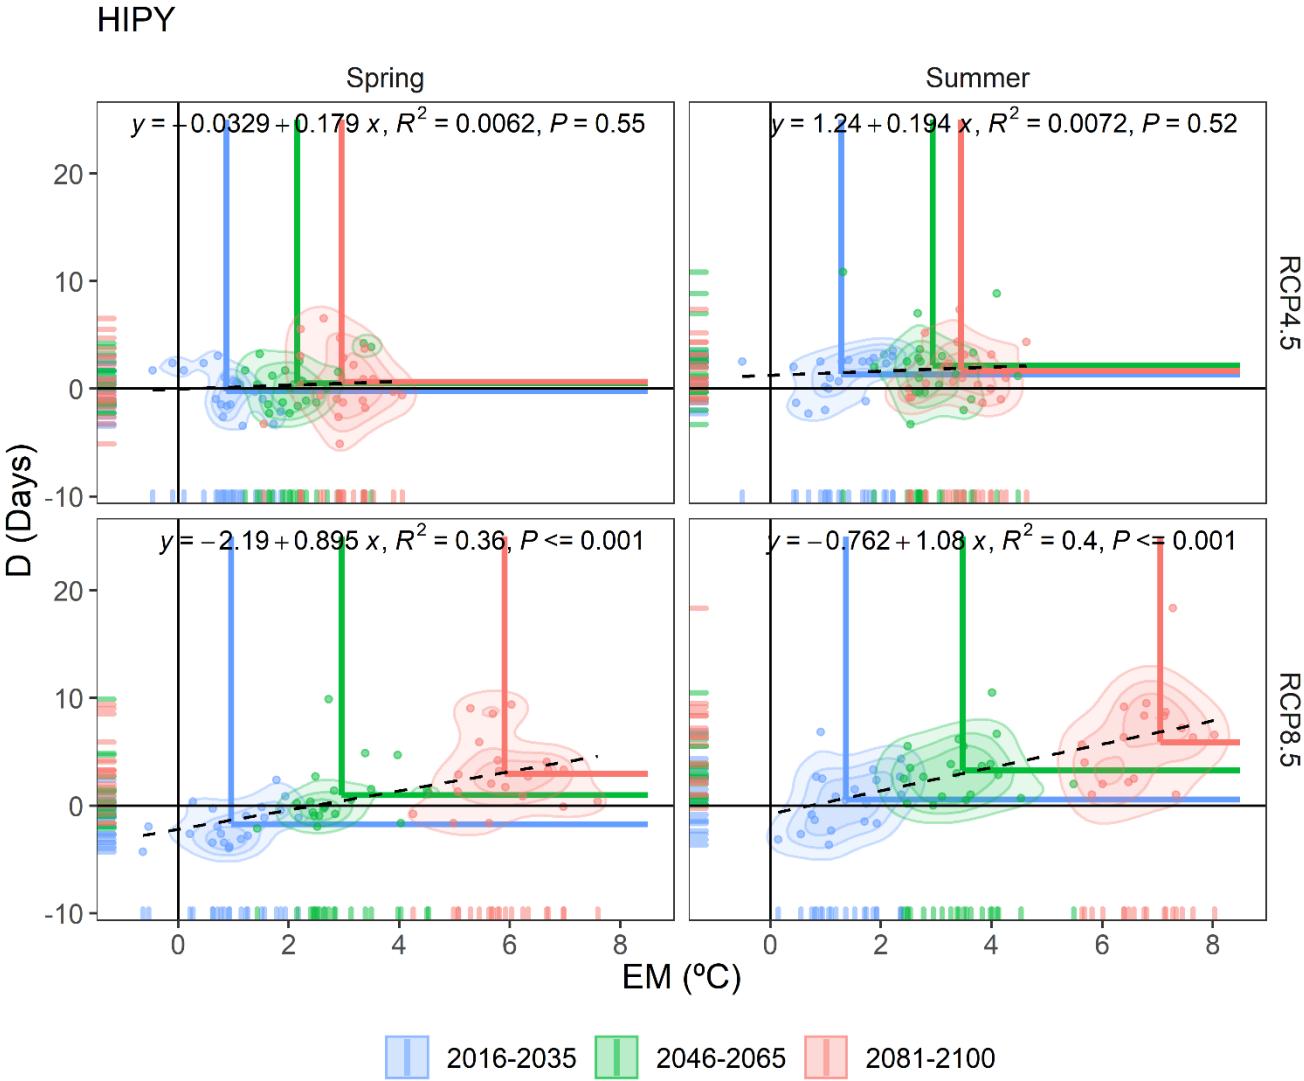 HIPY
Spring Summer
y = −0.0329 + 0.179 x, R² = 0.0062, P = 0.55
y = 1.24 + 0.194 x, R² = 0.0072, P = 0.52
20
10
0
-10
RCP4.5
y = −2.19 + 0.895 x, R² = 0.36, P <= 0.001
y = −0.762 + 1.08 x, R² = 0.4, P <= 0.001
20
10
0
-10
RCP8.5
D (Days)
0 2 4 6 8 0 2 4 6 8
EM (ºC)
2016-2035 2046-2065 2081-2100